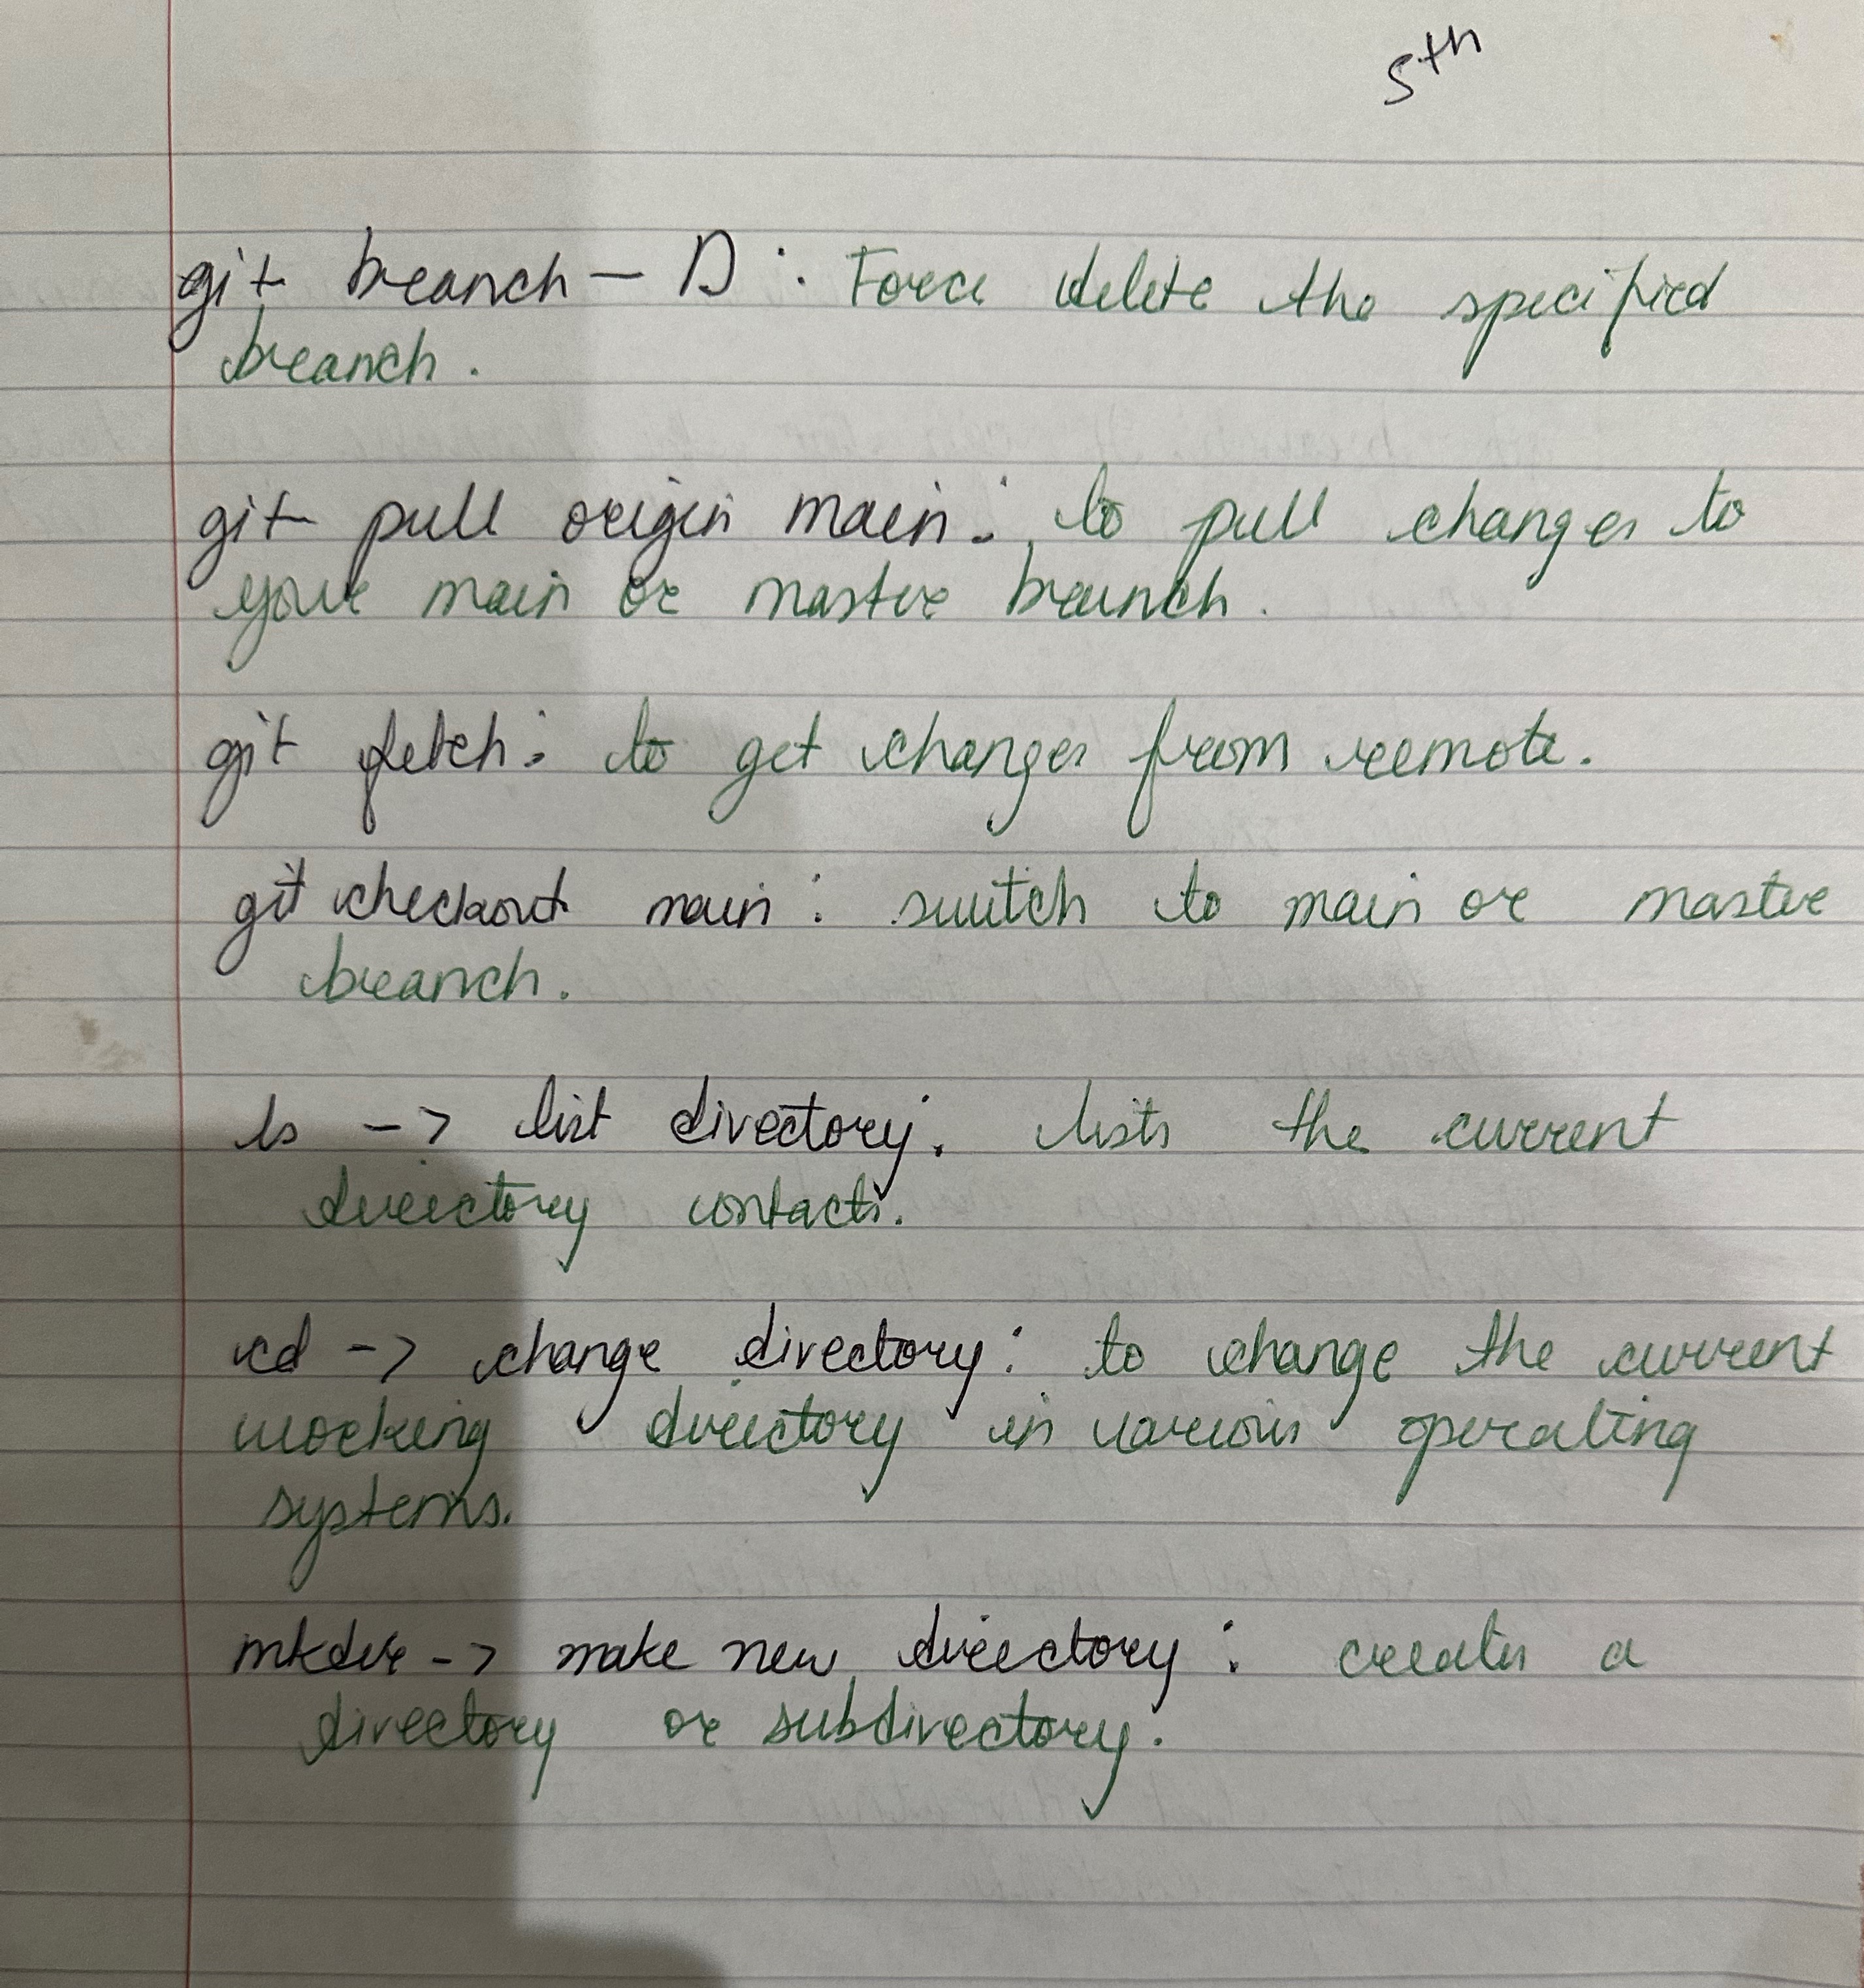 5th
git branch - D : Force delete the specified
branch.
git pull origin main: to pull changes to
your main or master branch.
git fetch: to get changes from remote.
git checkout main : switch to main or master
branch.
ls -> list directory: lists the current
directory contacts.
cd -> change directory: to change the current
working directory in various operating
systems.
mkdir -> make new directory : creates a
directory or subdirectory.